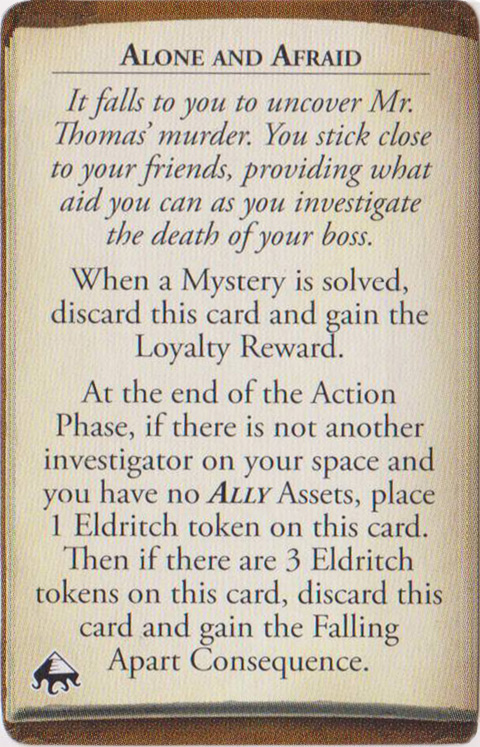 ALONE AND AFRAID
It falls to you to uncover Mr.
Thomas' murder. You stick close
to your friends, providing what
aid you can as you investigate
the death of your boss.
When a Mystery is solved,
discard this card and gain the
Loyalty Reward.
At the end of the Action
Phase, if there is not another
investigator on your space and
you have no ALLY Assets, place
1 Eldritch token on this card.
Then if there are 3 Eldritch
tokens on this card, discard this
card and gain the Falling
Apart Consequence.